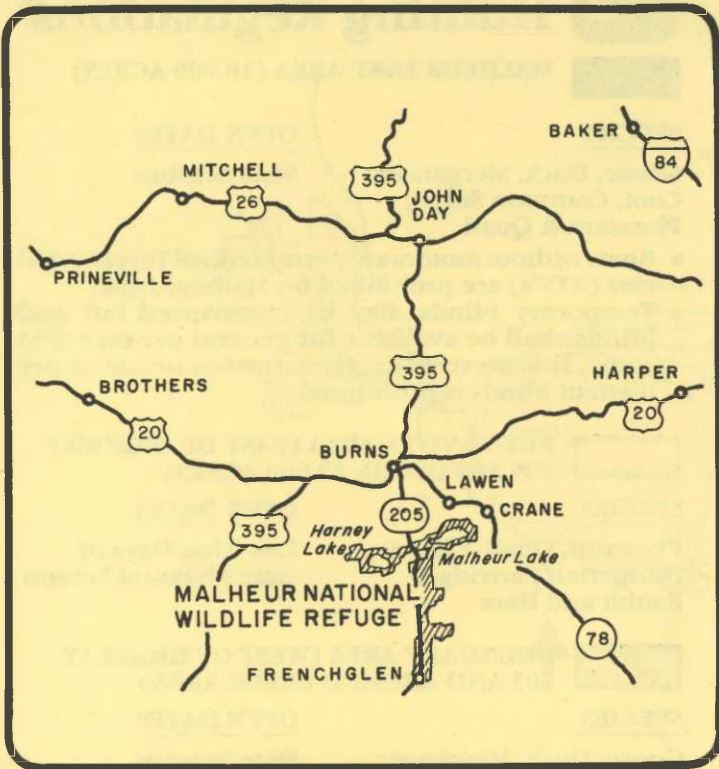 BAKER
84
MITCHELL
395
26
JOHN
DAY
PRINEVILLE
395
BROTHERS
HARPER
20
20
BURNS
LAWEN
205
CRANE
395
Harney
Lake
Malheur Lake
MALHEUR NATIONAL
WILDLIFE REFUGE
78
FRENCHGLEN